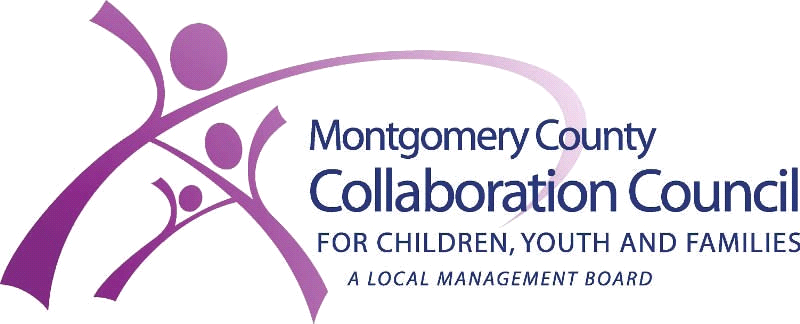 Montgomery County
Collaboration Council
FOR CHILDREN, YOUTH AND FAMILIES
A LOCAL MANAGEMENT BOARD